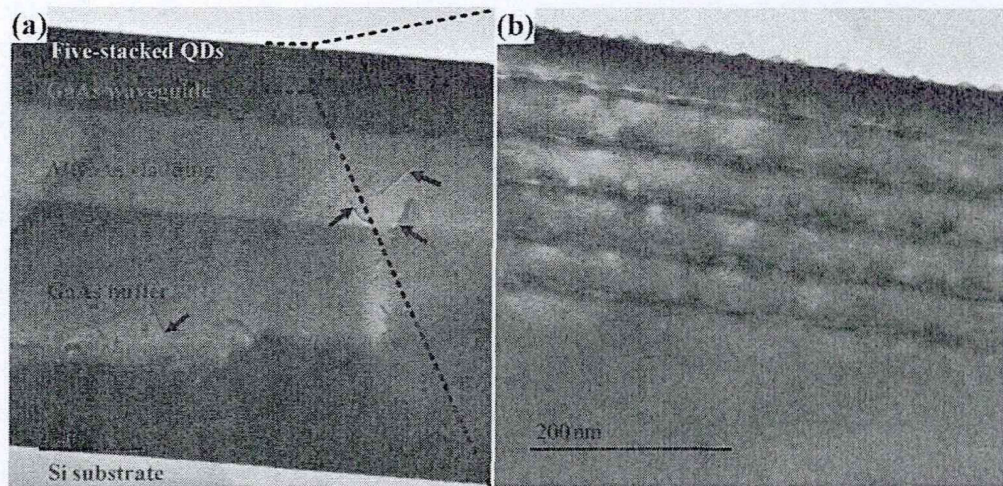 (a)
Five-stacked QDs
GaAs waveguide
AlGaAs cladding
GaAs buffer
Si substrate
(b)
200 nm